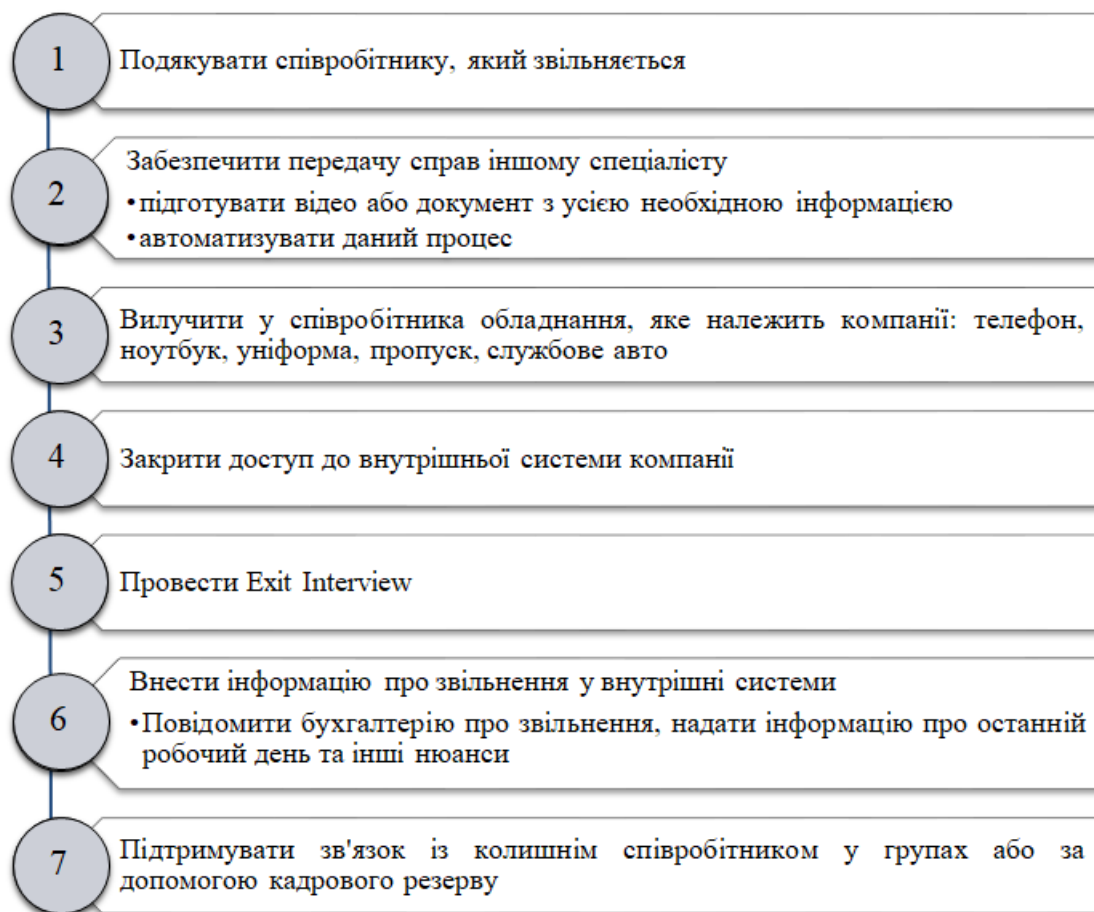 1
Подякувати співробітнику, який звільняється
2
Забезпечити передачу справ іншому спеціалісту
•підготувати відео або документ з усією необхідною інформацією
•автоматизувати даний процес
3
Вилучити у співробітника обладнання, яке належить компанії: телефон,
ноутбук, уніформа, пропуск, службове авто
4
Закрити доступ до внутрішньої системи компанії
5
Провести Exit Interview
6
Внести інформацію про звільнення у внутрішні системи
•Повідомити бухгалтерію про звільнення, надати інформацію про останній
робочий день та інші нюанси
7
Підтримувати зв'язок із колишнім співробітником у групах або за
допомогою кадрового резерву